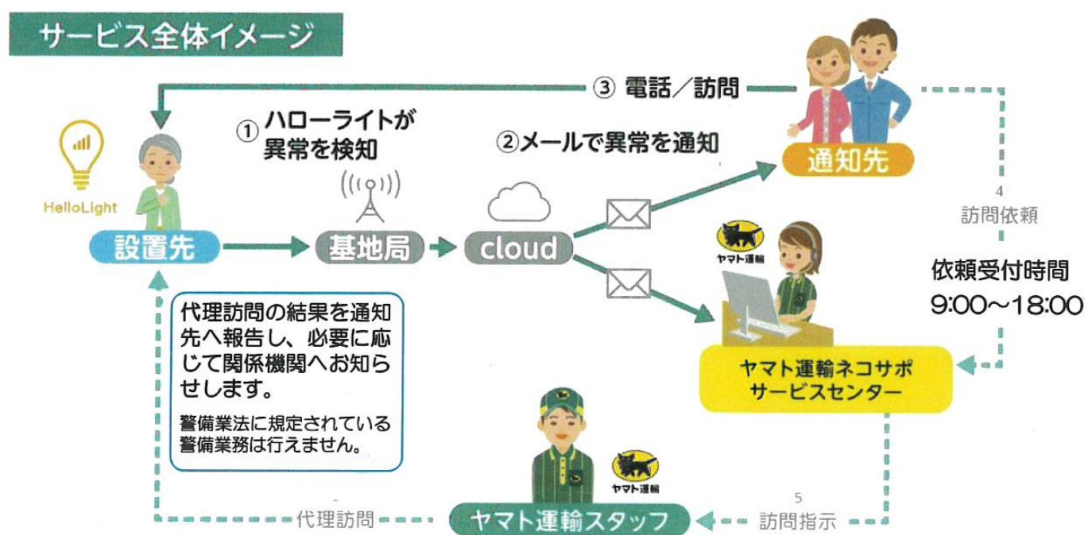 サービス全体イメージ
③ 電話／訪問
① ハローライトが
異常を検知
②メールで異常を通知
通知先
HelloLight
設置先
基地局
cloud
ヤマト運輸
4
訪問依頼
依頼受付時間
9:00～18:00
代理訪問の結果を通知
先へ報告し、必要に応
じて関係機関へお知ら
せします。
警備業法に規定されている
警備業務は行えません。
ヤマト運輸ネコサポ
サービスセンター
ヤマト運輸
代理訪問
ヤマト運輸スタッフ
5
訪問指示